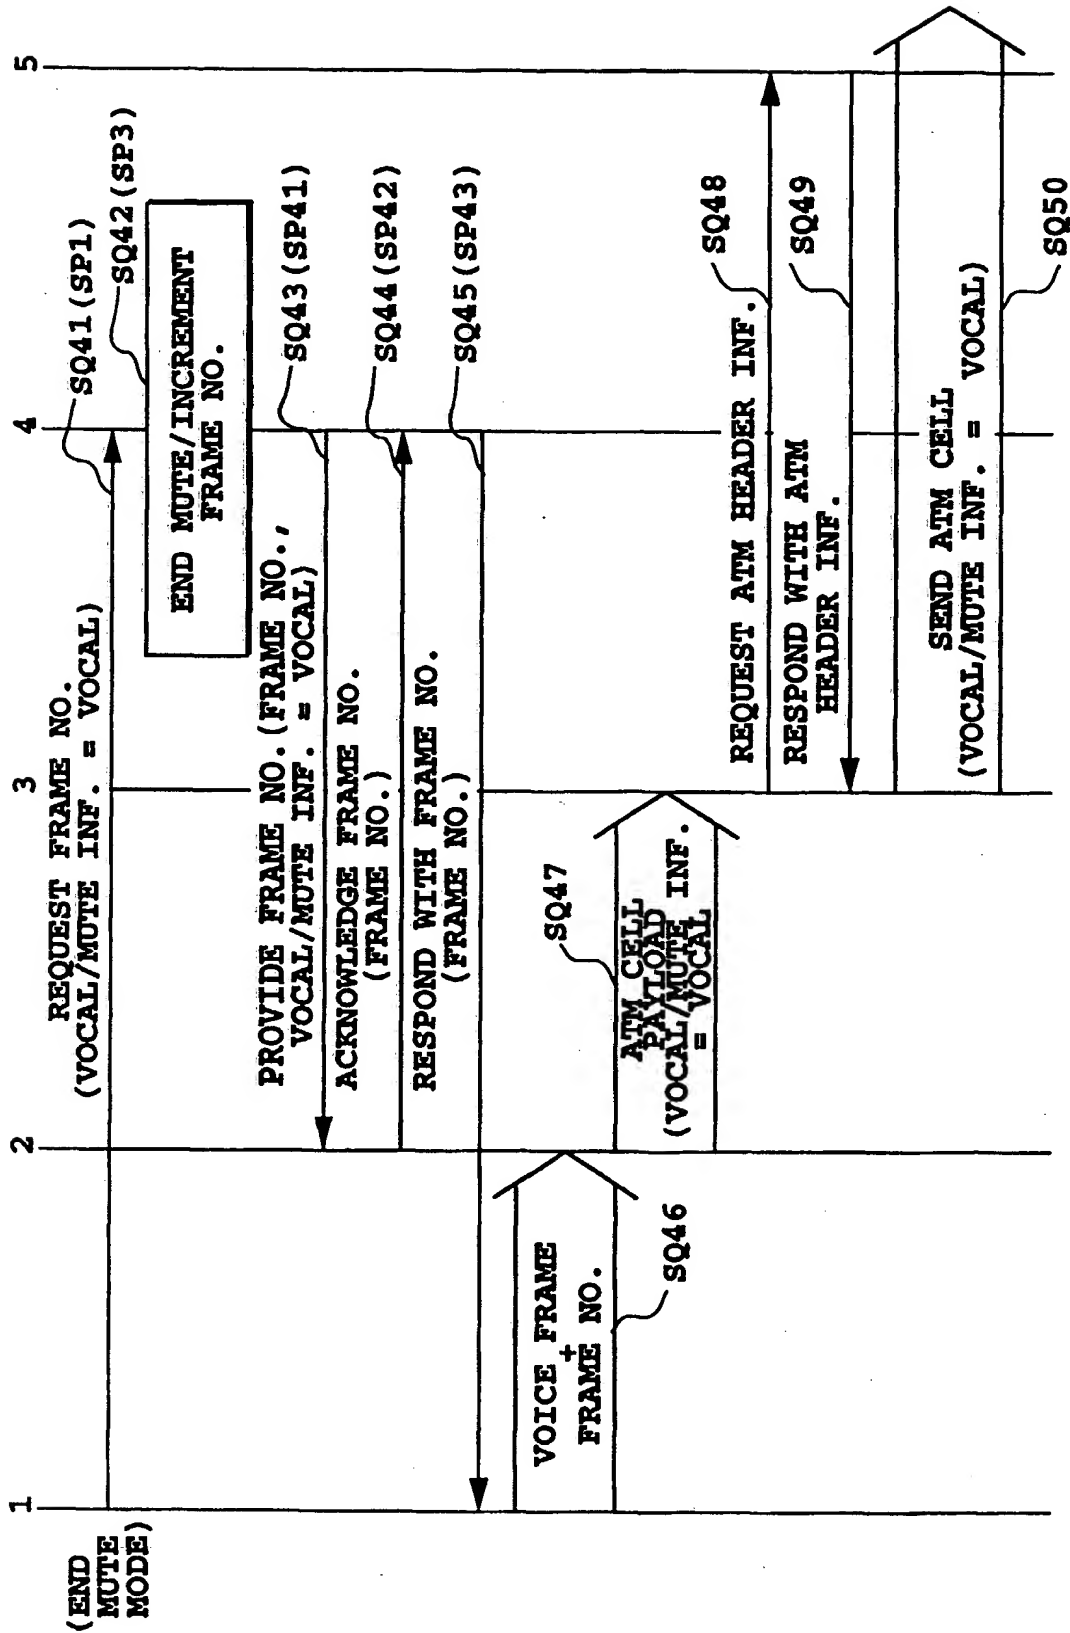 (END
MUTE
MODE)
1
2
3
4
5
REQUEST FRAME NO.
(VOCAL/MUTE INF. = VOCAL)
SQ41(SP1)
SQ42(SP3)
END MUTE/INCREMENT
FRAME NO.
PROVIDE FRAME NO.(FRAME NO.,
VOCAL/MUTE INF. = VOCAL)
SQ43(SP41)
ACKNOWLEDGE FRAME NO.
(FRAME NO.)
SQ44(SP42)
RESPOND WITH FRAME NO.
(FRAME NO.)
SQ45(SP43)
VOICE FRAME
+
FRAME NO.
SQ46
SQ47
ATM CELL
PAYLOAD
(VOCAL/MUTE INF.
= VOCAL
REQUEST ATM HEADER INF.
SQ48
RESPOND WITH ATM
HEADER INF.
SQ49
SEND ATM CELL
(VOCAL/MUTE INF. = VOCAL)
SQ50